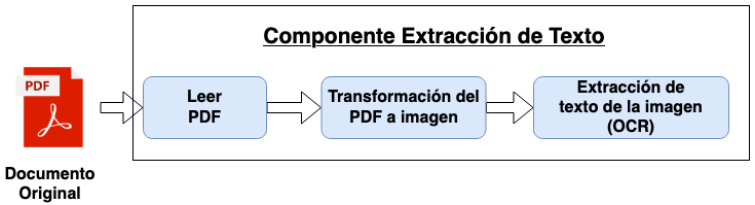 Componente Extracción de Texto
PDF
Documento
Original
Leer
PDF
Transformación del
PDF a imagen
Extracción de
texto de la imagen
(OCR)